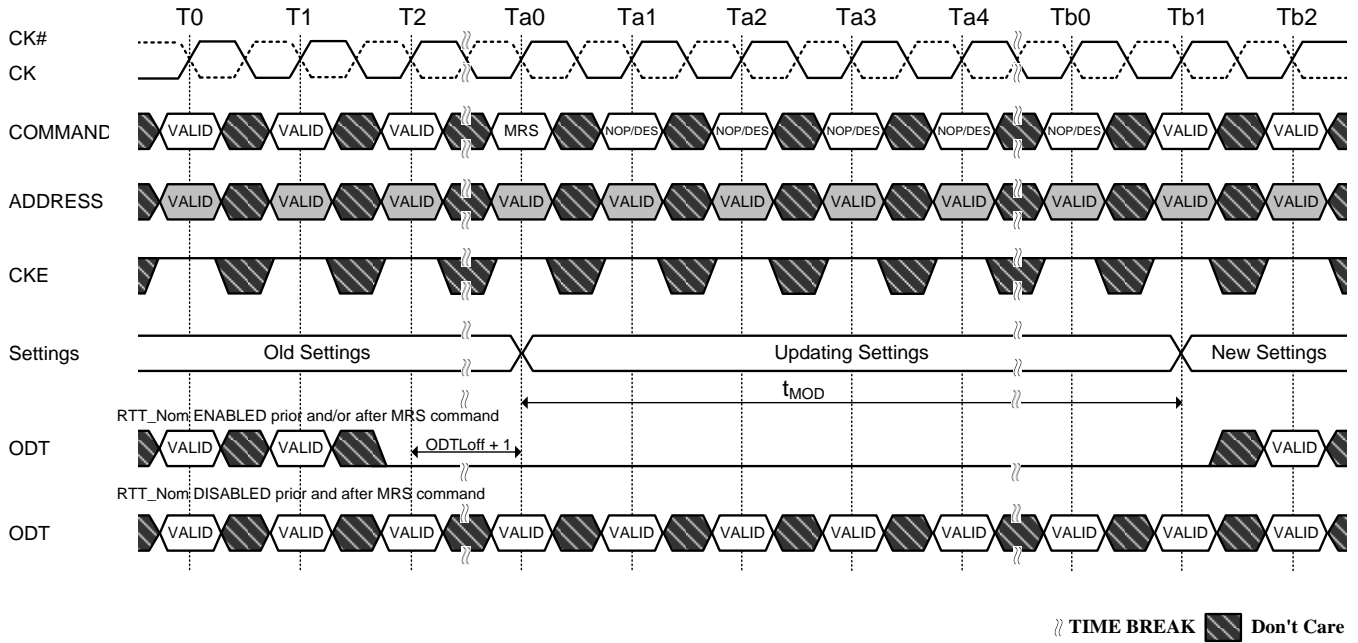 T0 T1 T2 Ta0 Ta1 Ta2 Ta3 Ta4 Tb0 Tb1 Tb2
CK#
CK
COMMAND VALID VALID VALID MRS NOP/DES NOP/DES NOP/DES NOP/DES NOP/DES VALID VALID
ADDRESS VALID VALID VALID VALID VALID VALID VALID VALID VALID VALID VALID
CKE
Settings Old Settings Updating Settings New Settings
tMOD
RTT_Nom ENABLED prior and/or after MRS command
ODT VALID VALID ODTLoff + 1 VALID
RTT_Nom DISABLED prior and after MRS command
ODT VALID VALID VALID VALID VALID VALID VALID VALID VALID VALID VALID
TIME BREAK Don't Care